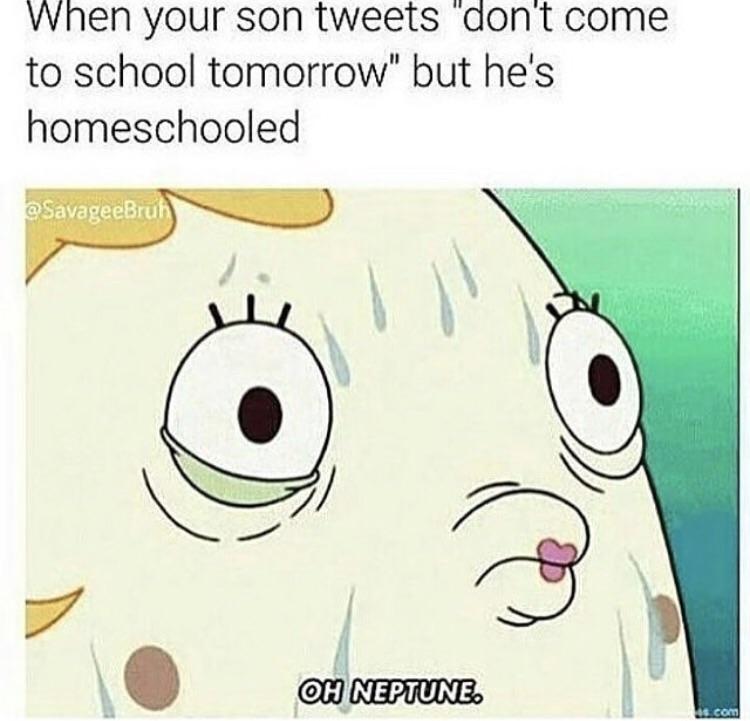 When your son tweets "don't come
to school tomorrow" but he's
homeschooled
@SavageeBruh
OH NEPTUNE.